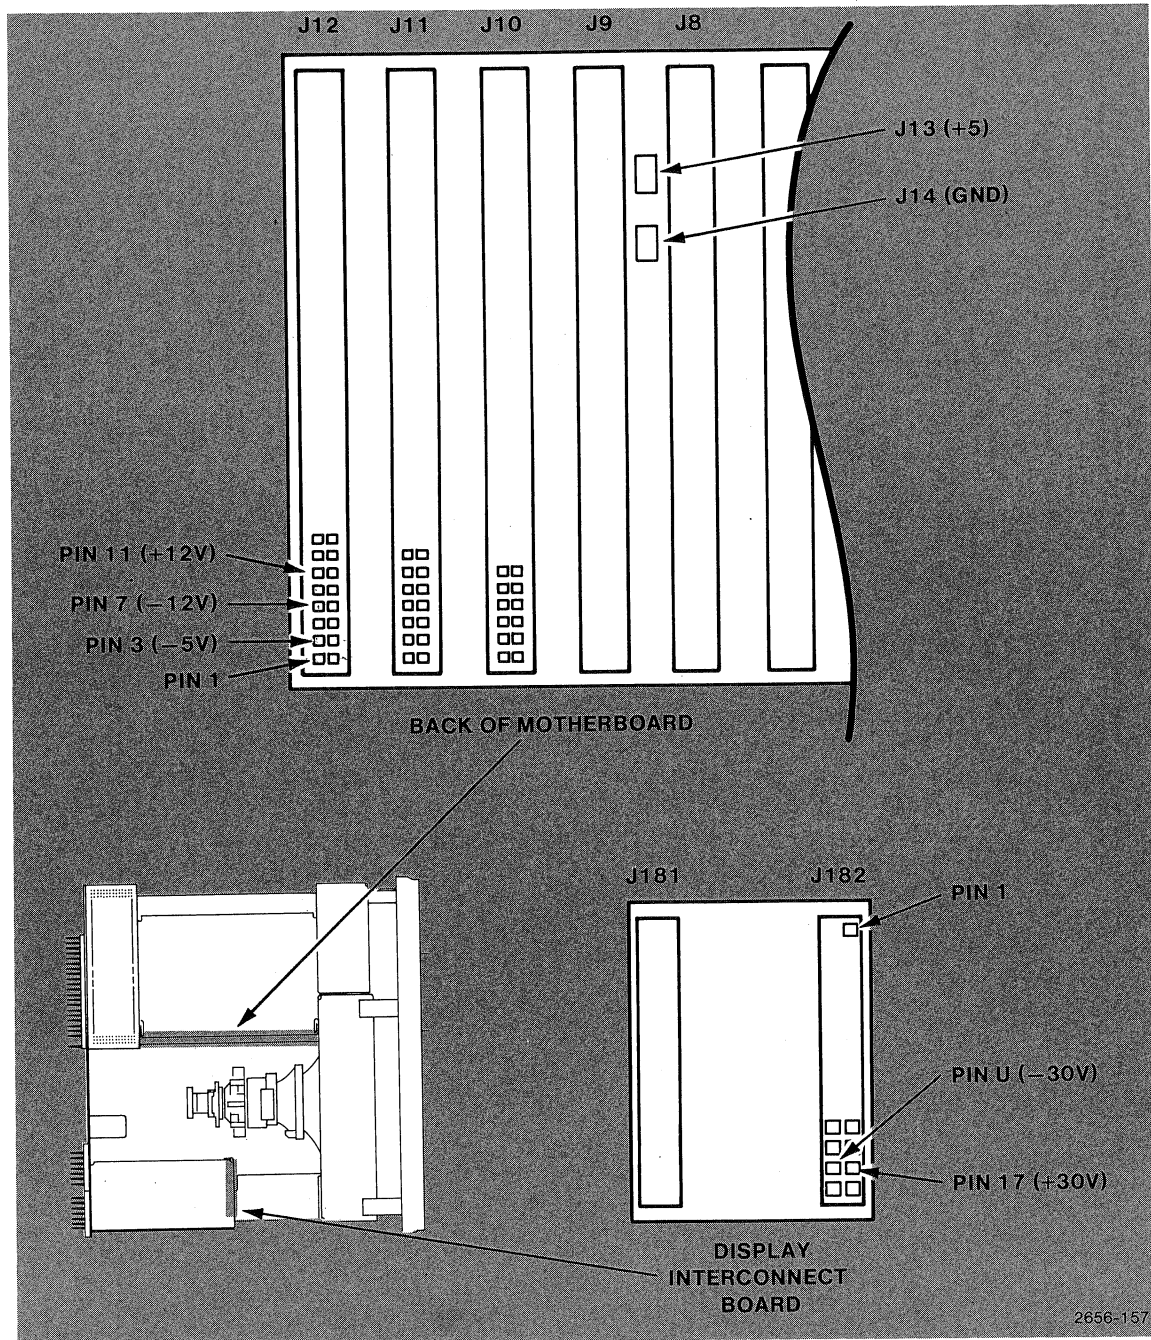 J12 J11 J10 J9 J8
J13 (+5)
J14 (GND)
PIN 11 (+12V)
PIN 7 (−12V)
PIN 3 (−5V)
PIN 1
BACK OF MOTHERBOARD
J181 J182
PIN 1
PIN U (−30V)
PIN 17 (+30V)
DISPLAY
INTERCONNECT
BOARD
2656-157